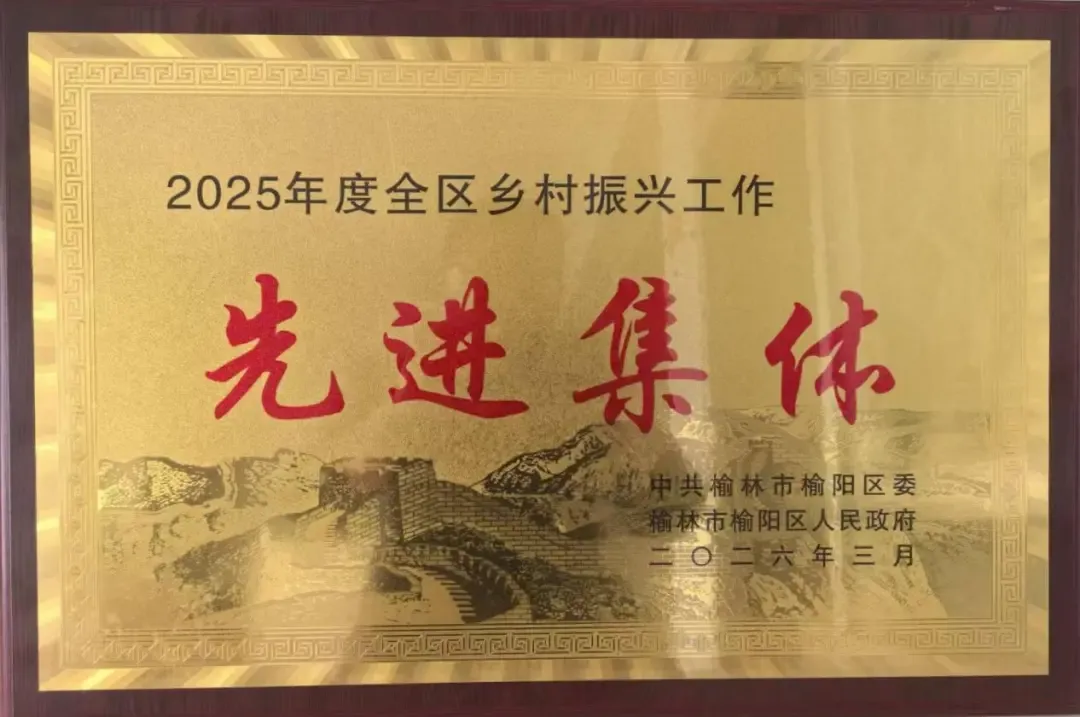 2025年度全区乡村振兴工作
先进集体
中共榆林市榆阳区委
榆林市榆阳区人民政府
二〇二六年三月